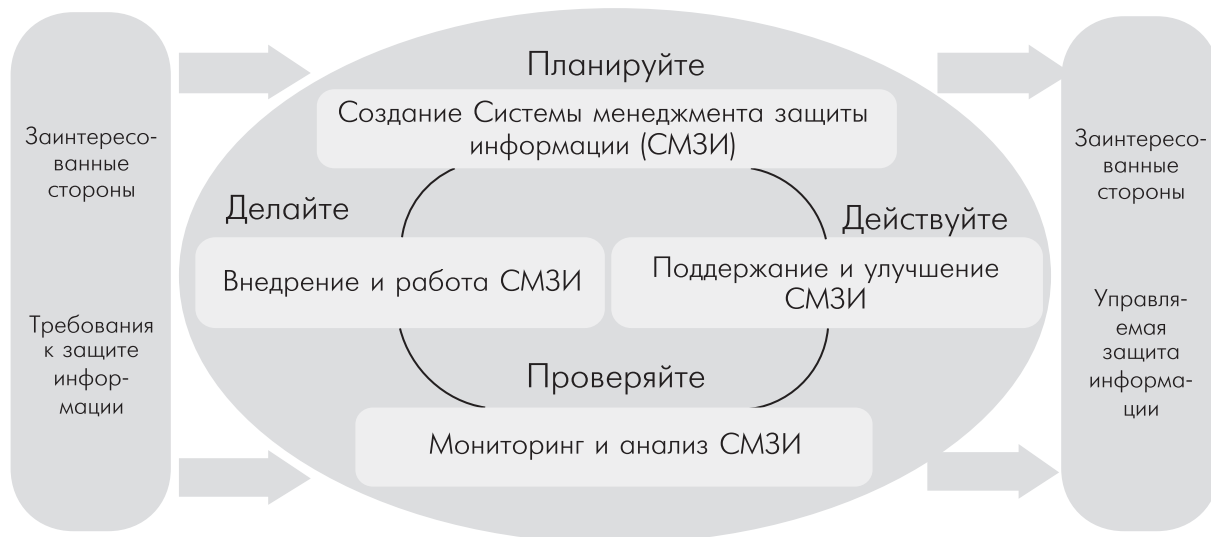 Заинтересо-
ванные
стороны
Требования
к защите
инфор-
мации
Планируйте
Создание Системы менеджмента защиты
информации (СМЗИ)
Делайте
Внедрение и работа СМЗИ
Действуйте
Поддержание и улучшение
СМЗИ
Проверяйте
Мониторинг и анализ СМЗИ
Заинтересо-
ванные
стороны
Управля-
емая
защита
информа-
ции